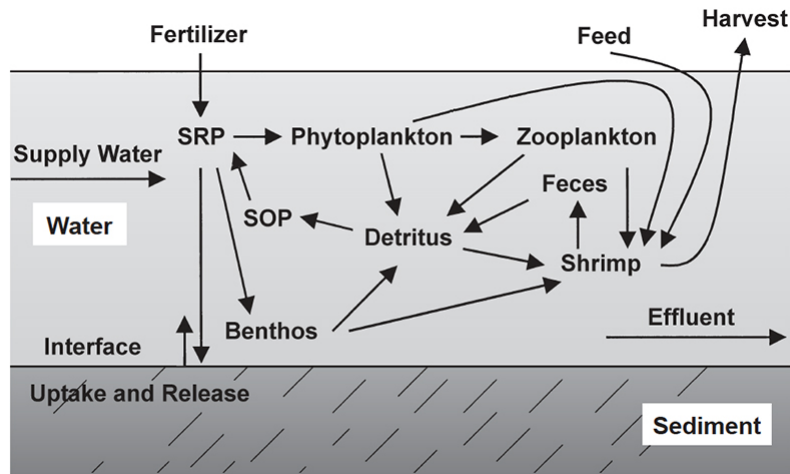 Harvest
Fertilizer
Feed
SRP
Phytoplankton
Zooplankton
Supply Water
Feces
Water
SOP
Detritus
Shrimp
Benthos
Effluent
Interface
Uptake and Release
Sediment